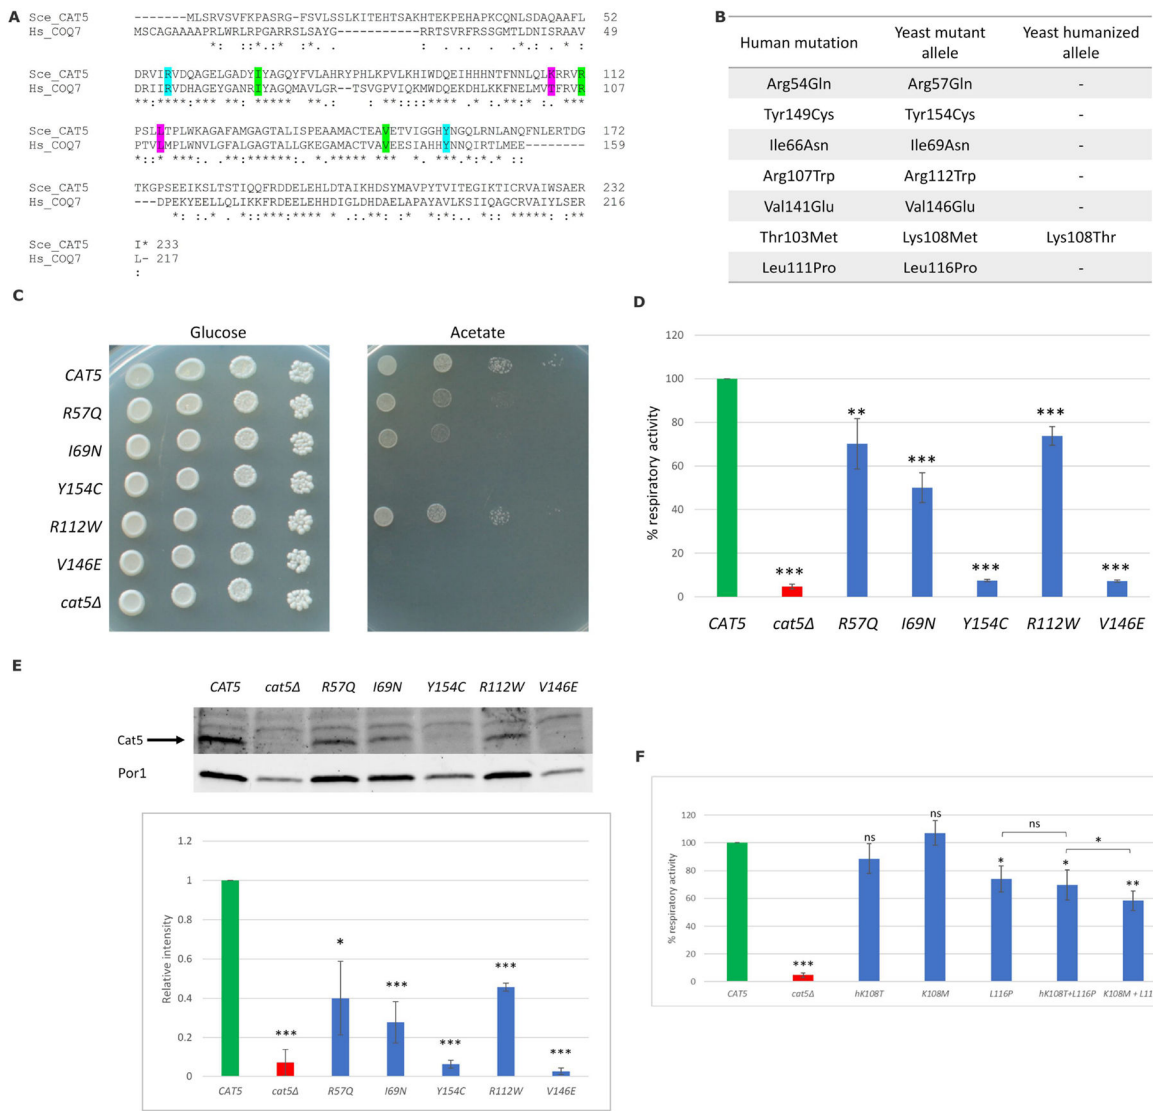 A
Sce_CAT5 -------MLSRVSVFKPASRG-FSVLSSLKITEHTSAKHTEKPEHAPKCQNLSDAQAAFL 52
Hs_COQ7 MSCAGAAAAPRLWRLRPGARRSLSAYG------------RRTSVRFRSSGMTLDNISRAAV 49
Sce_CAT5 DRVIRVDQAGELGADYIYAGQYFVLAHRYPHLKPVLKHIWDQEIHHHNTFNNLQLKRRVR 112
Hs_COQ7 DRIIRVDHAGEYGANRIYAGQMAVLGR--TSVGPVIQKMWDQEKDHLKKFNELMVTFRVR 107
Sce_CAT5 PSLLTPLWKAGAFAMGAGTALISPEAAMACTEAVETVIGGHYNGQLRNLANQFNLERTDG 172
Hs_COQ7 PTVLMPLWNVLGFALGAGTALLGKEGAMACTVAVEESIAHHYNNQIRTLMEE-------- 159
Sce_CAT5 TKGPSEEIKSLTSTIQQFRDDELEHLDTAIKHDSYMAVPYTVITEGIKTICRVAIWSAER 232
Hs_COQ7 ---DPEKYEELLQLIKKFRDEELEHHDIGLDHDAELAPAYAVLKSIIQAGCRVAIYLSER 216
Sce_CAT5 I* 233
Hs_COQ7 L- 217
B
Human mutation Yeast mutant allele Yeast humanized allele
Arg54Gln Arg57Gln -
Tyr149Cys Tyr154Cys -
Ile66Asn Ile69Asn -
Arg107Trp Arg112Trp -
Val141Glu Val146Glu -
Thr103Met Lys108Met Lys108Thr
Leu111Pro Leu116Pro -
C
Glucose Acetate
CAT5
R57Q
I69N
Y154C
R112W
V146E
cat5Δ
D
% respiratory activity
120
100
80
60
40
20
0
** *** *** *** *** ***
CAT5 cat5Δ R57Q I69N Y154C R112W V146E
E
CAT5 cat5Δ R57Q I69N Y154C R112W V146E
Cat5
Por1
Relative intensity
1.2
1
0.8
0.6
0.4
0.2
0
*** * *** *** *** ***
CAT5 cat5Δ R57Q I69N Y154C R112W V146E
F
% respiratory activity
120
100
80
60
40
20
0
ns
*
*** ns ns * * **
CAT5 cat5Δ hK108T K108M L116P hK108T+L116P K108M + L11